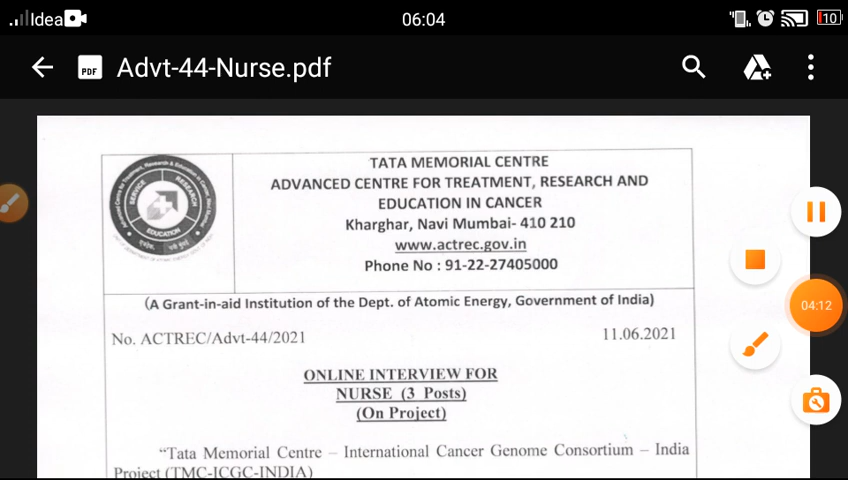 Idea
06:04
10
PDF
Advt-44-Nurse.pdf
TATA MEMORIAL CENTRE
ADVANCED CENTRE FOR TREATMENT, RESEARCH AND
EDUCATION IN CANCER
Kharghar, Navi Mumbai- 410 210
www.actrec.gov.in
Phone No : 91-22-27405000
SERVICE
RESEARCH
EDUCATION
(A Grant-in-aid Institution of the Dept. of Atomic Energy, Government of India)
No. ACTREC/Advt-44/2021
11.06.2021
04:12
ONLINE INTERVIEW FOR
NURSE (3 Posts)
(On Project)
“Tata Memorial Centre – International Cancer Genome Consortium – India
Project (TMC-ICGC-INDIA)